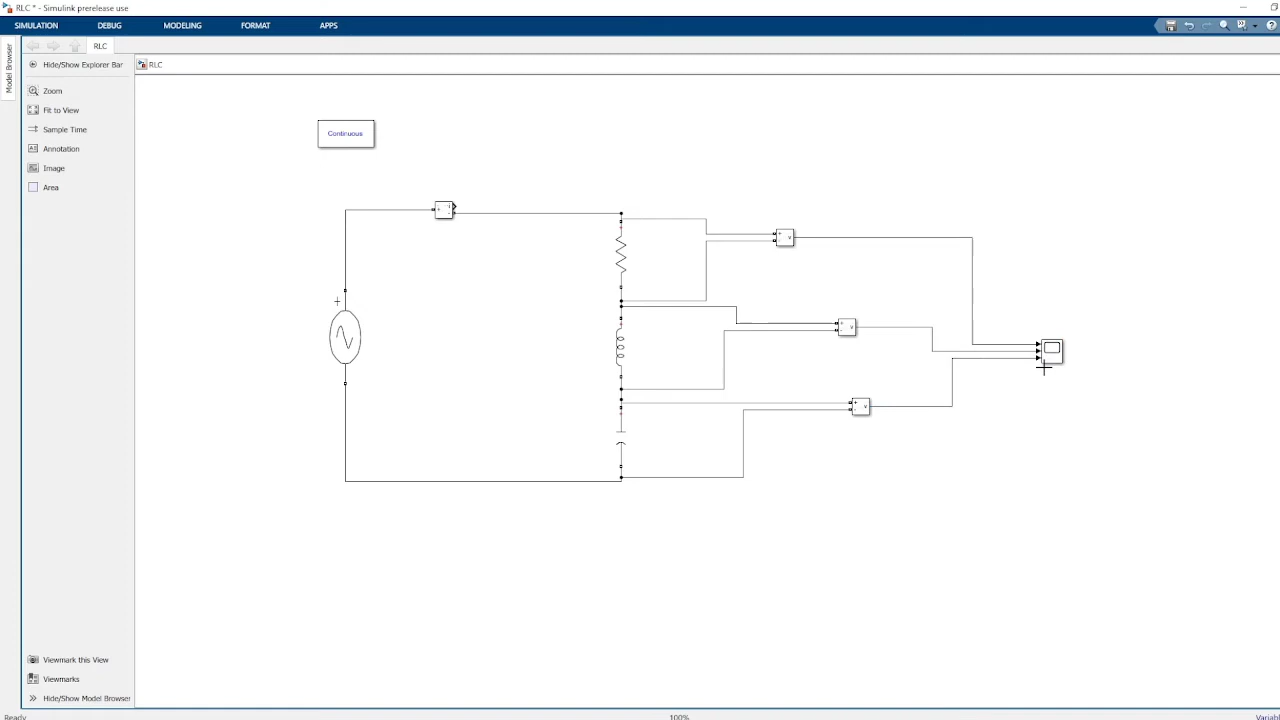 RLC * - Simulink prerelease use
SIMULATION DEBUG MODELING FORMAT APPS
Model Browser
RLC
Hide/Show Explorer Bar
RLC
Zoom
Fit to View
Sample Time
Annotation
Image
Area
Continuous
+
+
-
v
+
-
v
+
-
v
Viewmark this View
Viewmarks
Hide/Show Model Browser
Ready 100% Variabl